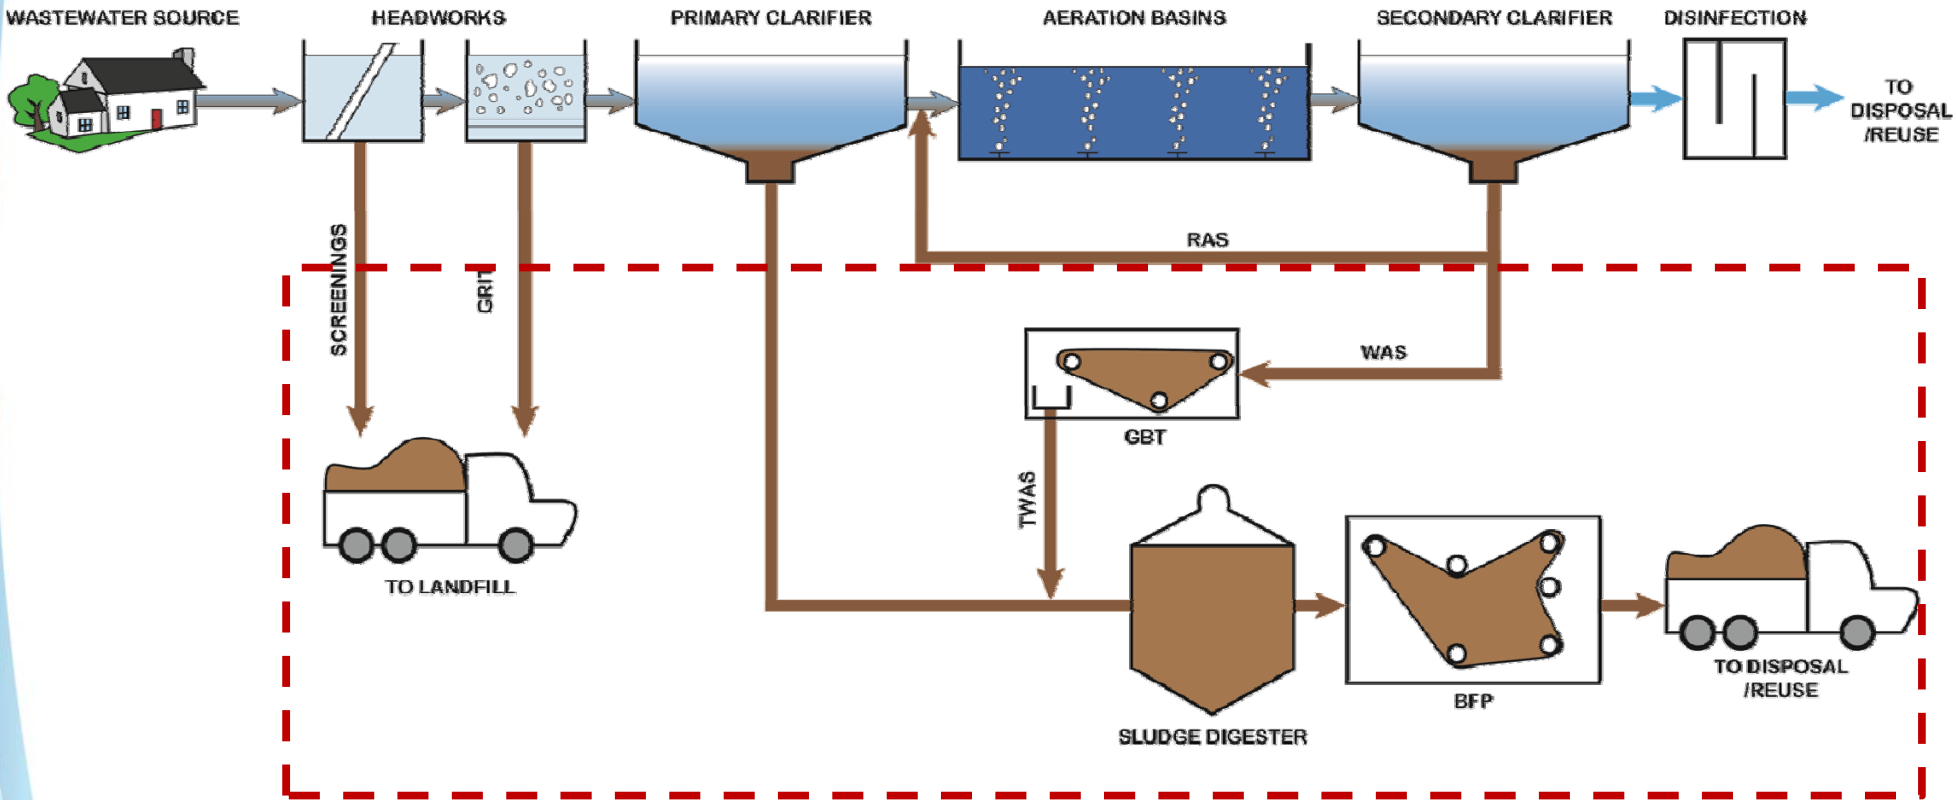 WASTEWATER SOURCE
HEADWORKS
PRIMARY CLARIFIER
AERATION BASINS
SECONDARY CLARIFIER
DISINFECTION
TO
DISPOSAL
/REUSE
RAS
SCREENINGS
GRIT
WAS
GBT
TWAS
TO LANDFILL
SLUDGE DIGESTER
BFP
TO DISPOSAL
/REUSE